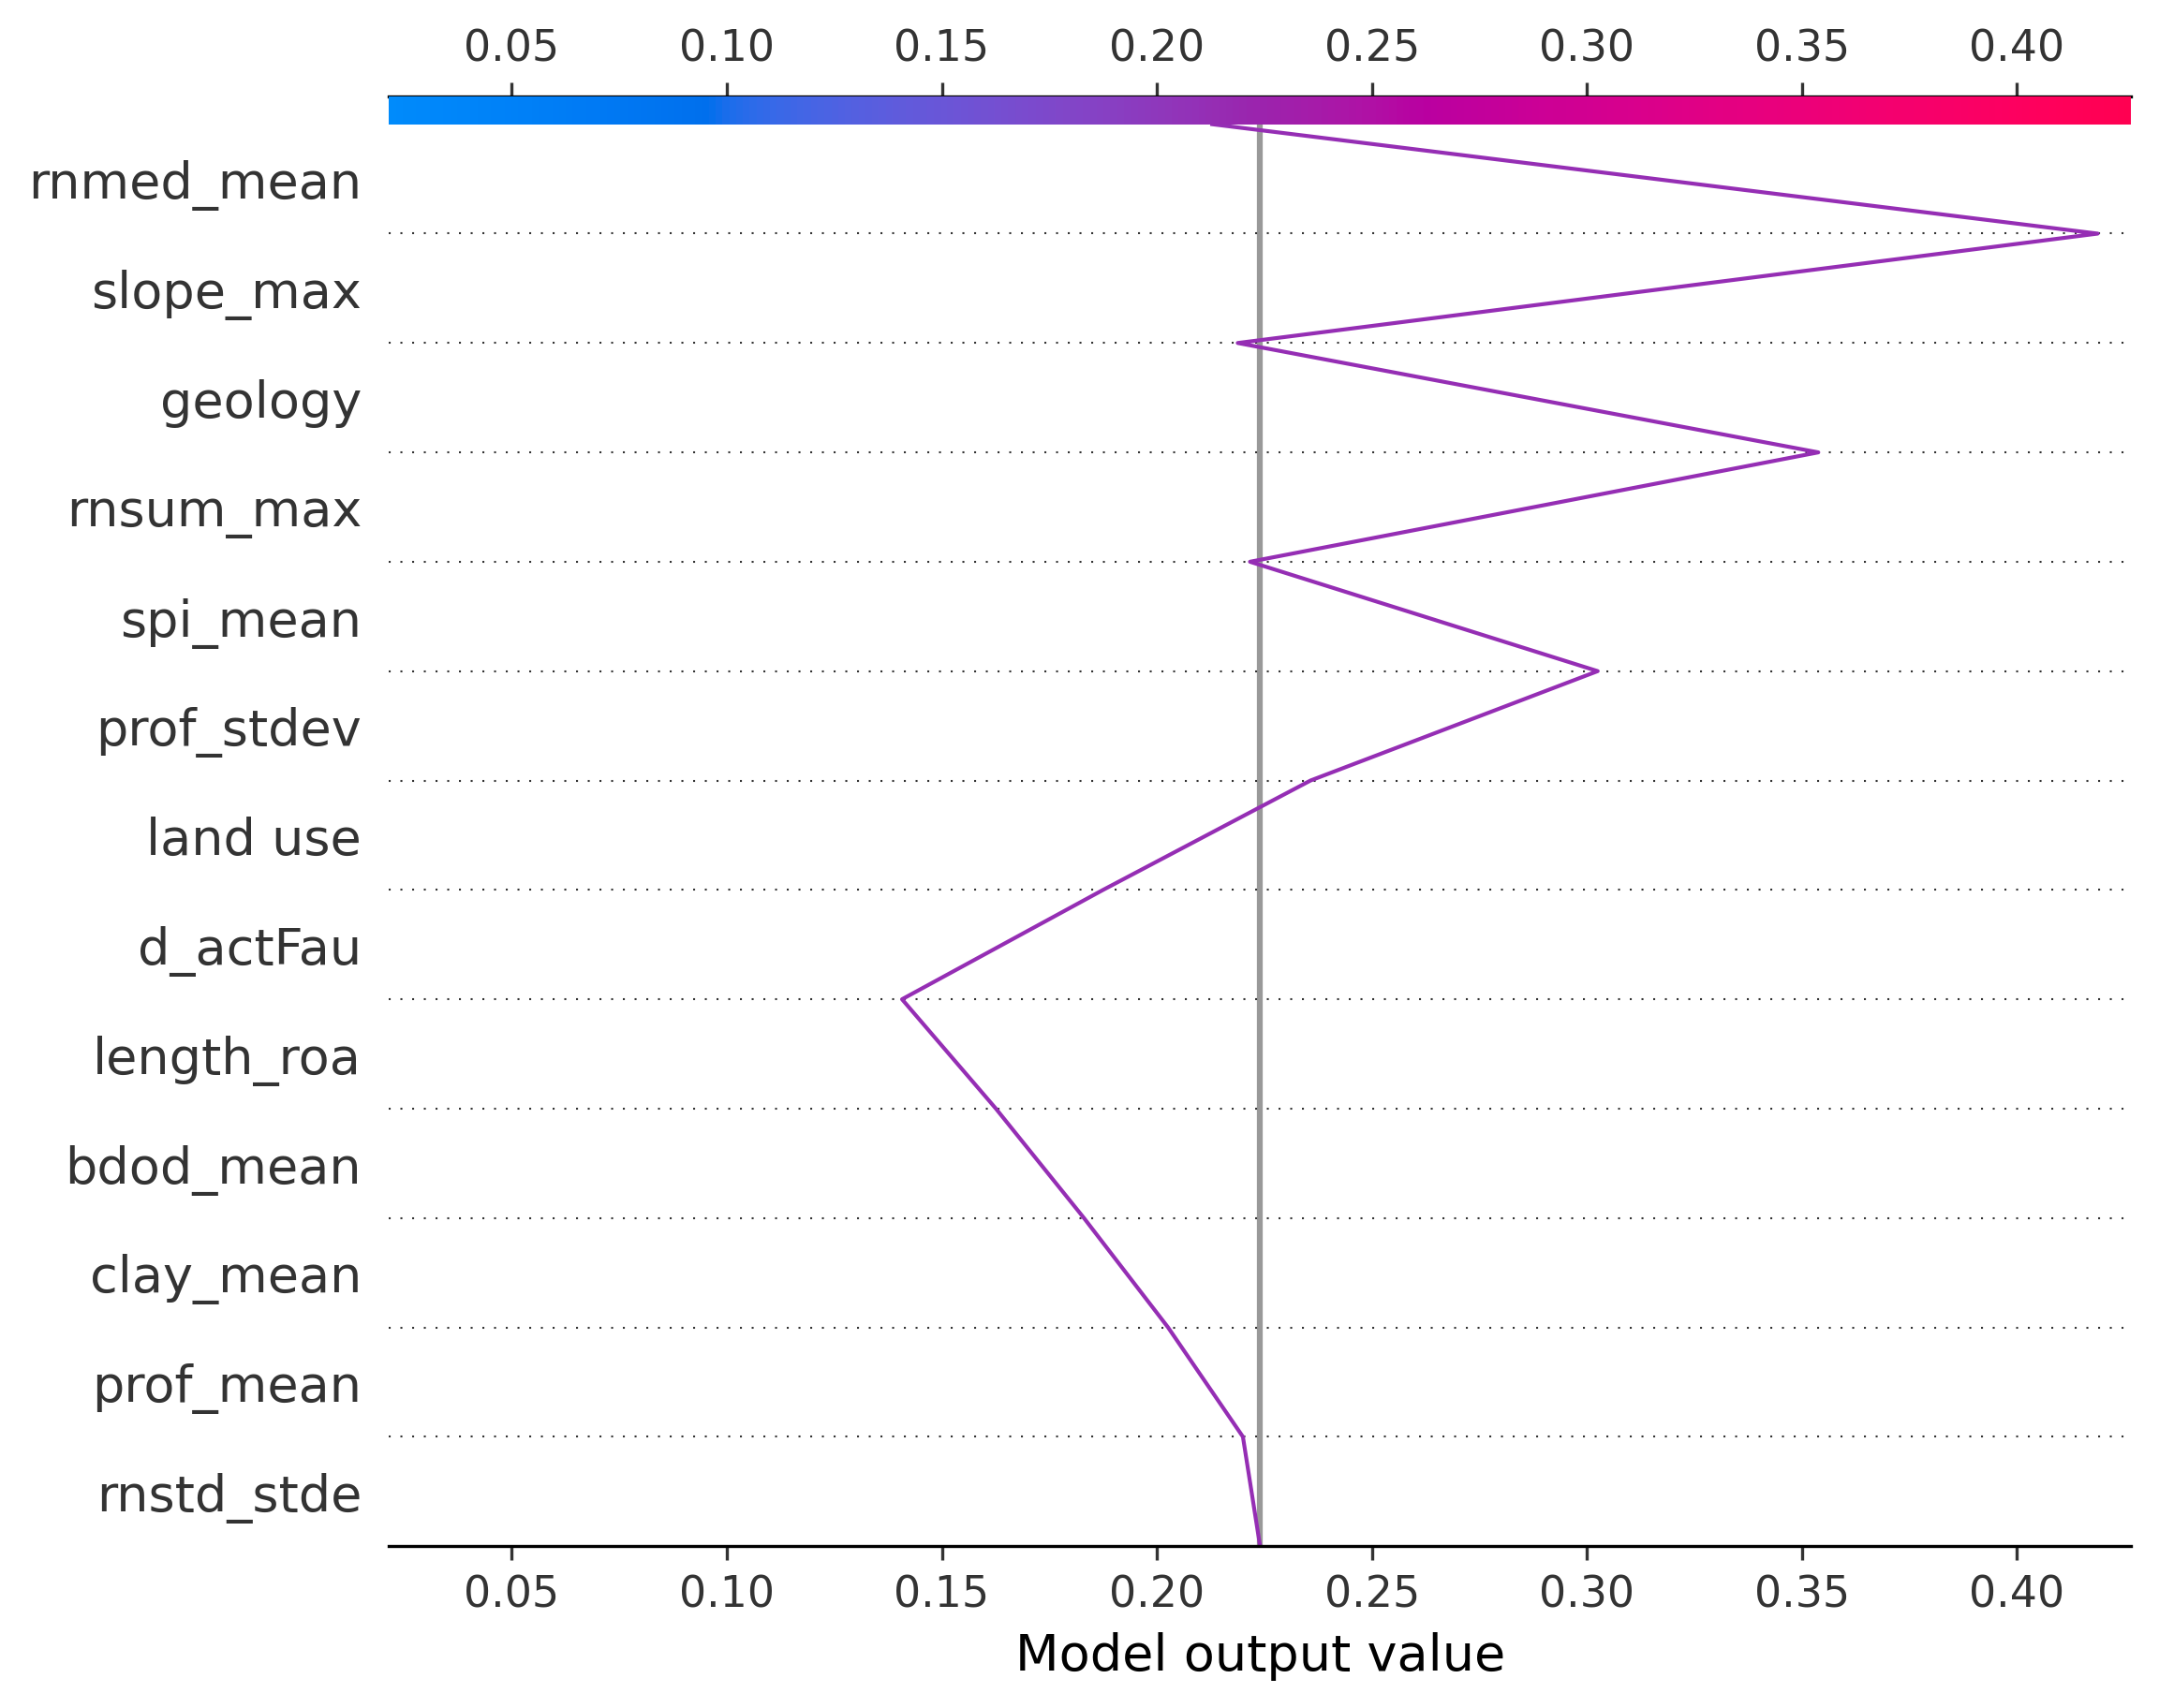 0.05 0.10 0.15 0.20 0.25 0.30 0.35 0.40
rnmed_mean
slope_max
geology
rnsum_max
spi_mean
prof_stdev
land use
d_actFau
length_roa
bdod_mean
clay_mean
prof_mean
rnstd_stde
0.05 0.10 0.15 0.20 0.25 0.30 0.35 0.40
Model output value